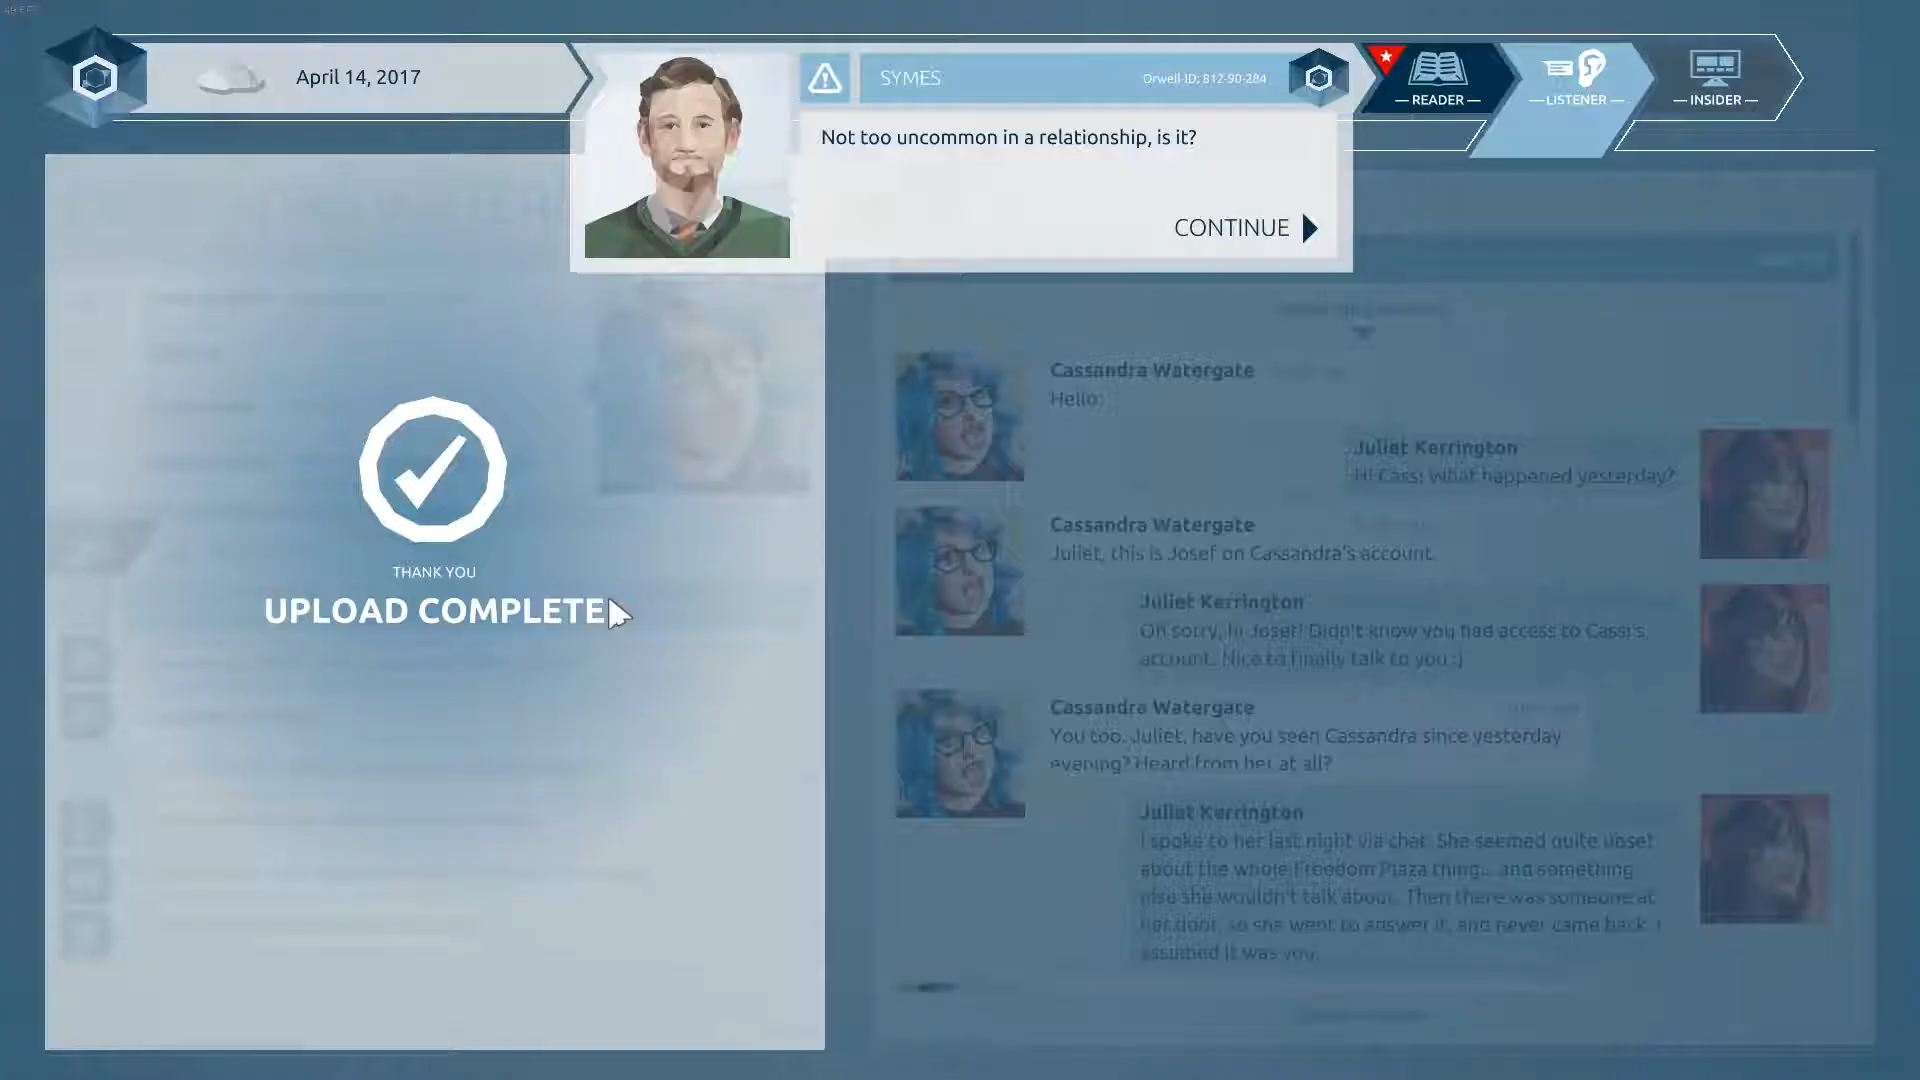 April 14, 2017
SYMES
Orwell-ID: 812-90-284
Not too uncommon in a relationship, is it?
CONTINUE
READER
LISTENER
INSIDER
THANK YOU
UPLOAD COMPLETE
Cassandra Watergate
Hello.
Juliet Kerrington
Hi Cass! What happened yesterday?
Cassandra Watergate
Juliet, this is Josef on Cassandra's account.
Juliet Kerrington
Oh sorry, hi Josef! Didn't know you had access to Cassi's
account. Nice to finally talk to you :)
Cassandra Watergate
You too. Juliet, have you seen Cassandra since yesterday
evening? Heard from her at all?
Juliet Kerrington
I spoke to her last night via chat. She seemed quite upset
about the whole Freedom Plaza thing... and something
else she wouldn't talk about. Then there was someone at
her door, so she went to answer it, and never came back. I
assumed it was you.